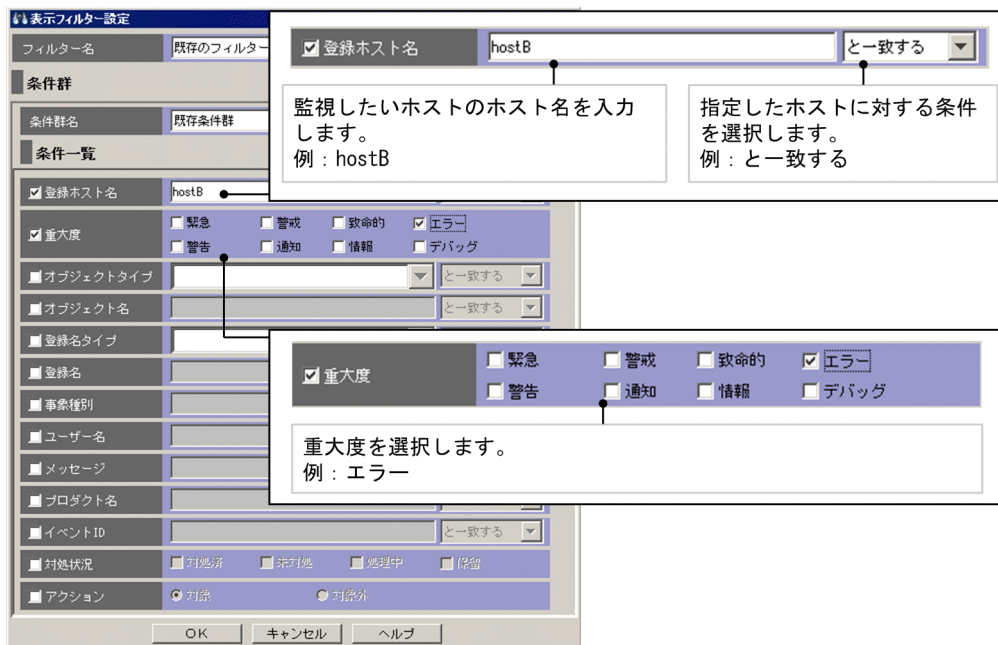 表示フィルター設定
フィルター名
既存のフィルター
条件群
条件群名
既存条件群
条件一覧
登録ホスト名
hostB
重大度
緊急
警戒
致命的
エラー
警告
通知
情報
デバッグ
オブジェクトタイプ
と一致する
オブジェクト名
と一致する
登録名タイプ
登録名
事象種別
ユーザー名
メッセージ
プロダクト名
イベントID
と一致する
対処状況
対処済
未対処
処理中
保留
アクション
対象
対象外
OK
キャンセル
ヘルプ
登録ホスト名
hostB
と一致する
監視したいホストのホスト名を入力
します。
例：hostB
指定したホストに対する条件
を選択します。
例：と一致する
重大度
緊急
警戒
致命的
エラー
警告
通知
情報
デバッグ
重大度を選択します。
例：エラー